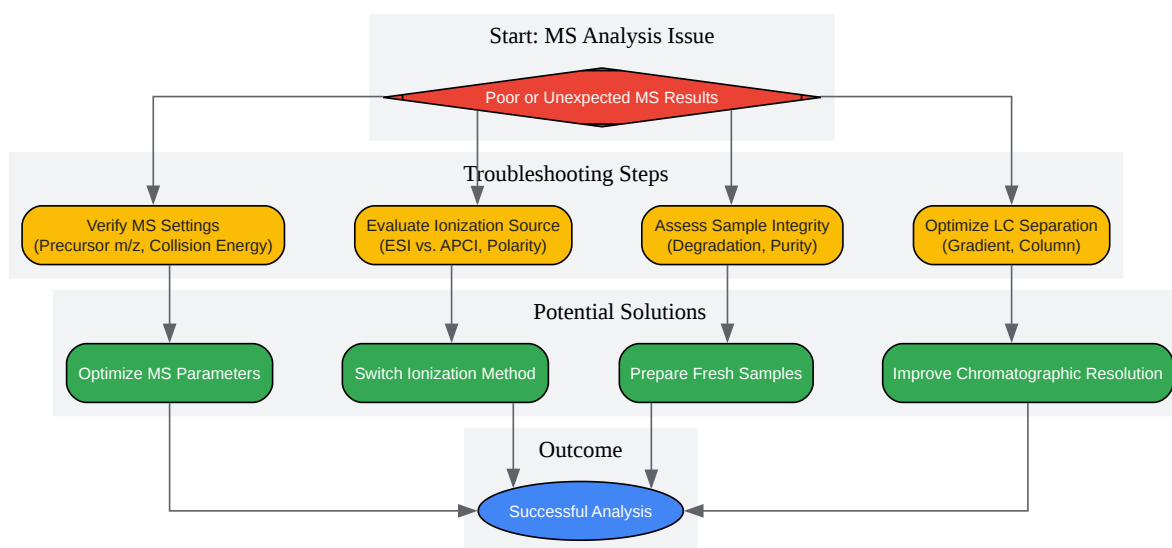 Start: MS Analysis Issue
Poor or Unexpected MS Results
Troubleshooting Steps
Verify MS Settings
(Precursor m/z, Collision Energy)
Evaluate Ionization Source
(ESI vs. APCI, Polarity)
Assess Sample Integrity
(Degradation, Purity)
Optimize LC Separation
(Gradient, Column)
Potential Solutions
Optimize MS Parameters
Switch Ionization Method
Prepare Fresh Samples
Improve Chromatographic Resolution
Outcome
Successful Analysis